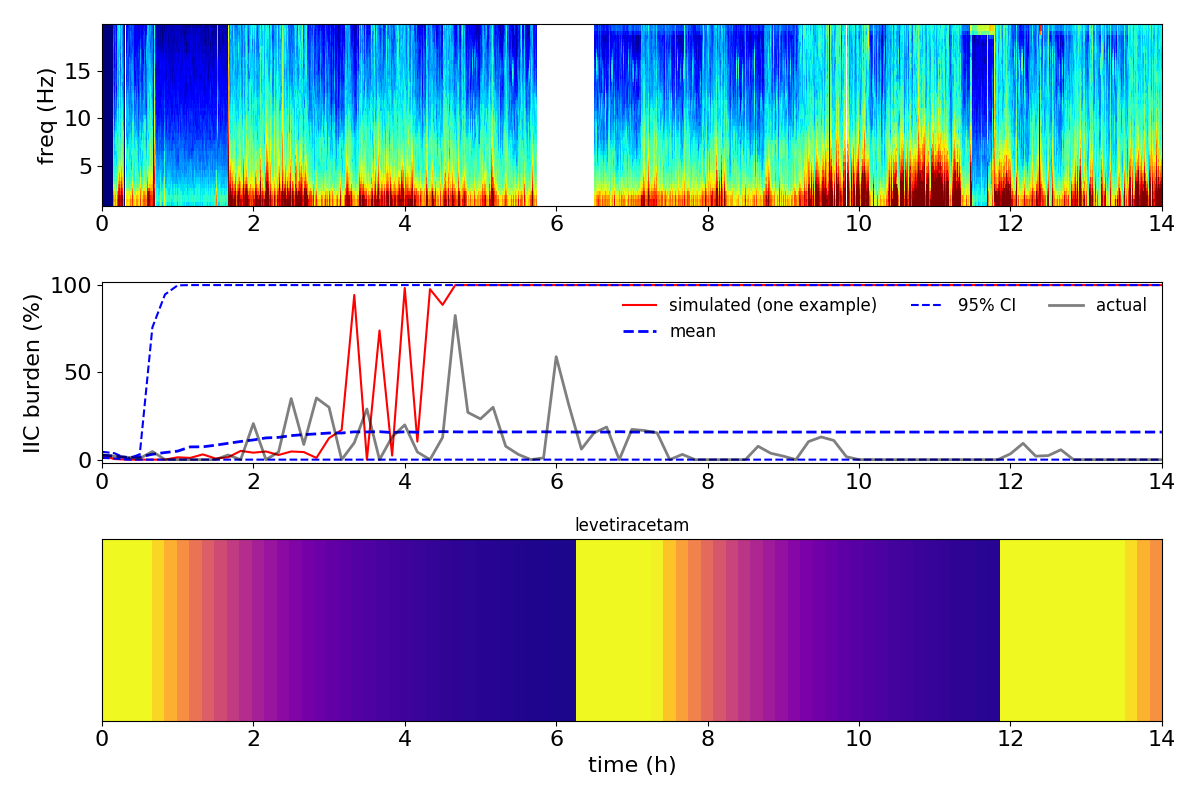 freq (Hz)
15
10
5
0 2 4 6 8 10 12 14
IIC burden (%)
100
50
0
simulated (one example) 95% CI actual
mean
0 2 4 6 8 10 12 14
levetiracetam
0 2 4 6 8 10 12 14
time (h)